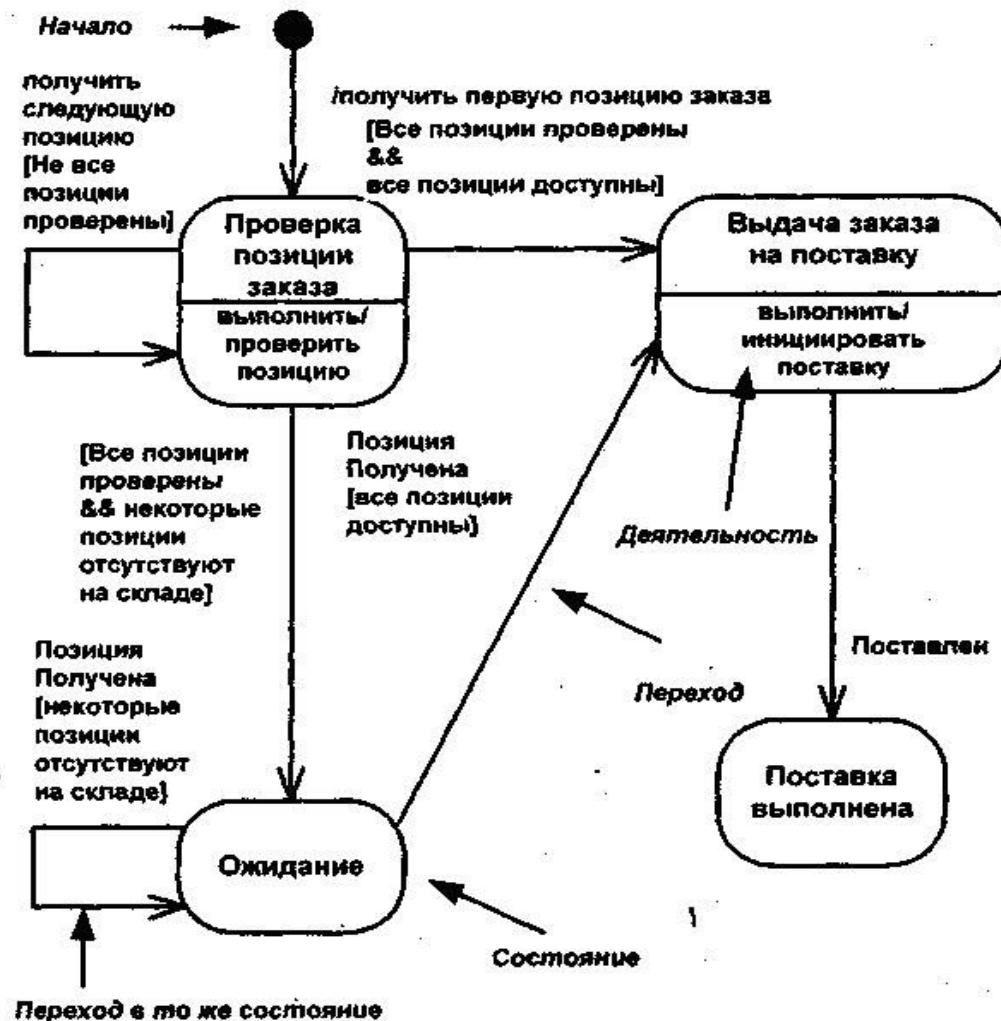 Начало
получить
следующую
позицию
[Не все
позиции
проверены]
/получить первую позицию заказа
[Все позиции проверены
&&
все позиции доступны]
Проверка
позиции
заказа
выполнить/
проверить
позицию
Выдача заказа
на поставку
выполнить/
инициировать
поставку
[Все позиции
проверены
&& некоторые
позиции
отсутствуют
на складе]
Позиция
Получена
[все позиции
доступны}
Деятельность
Переход
Поставлен
Позиция
Получена
[некоторые
позиции
отсутствуют
на складе}
Поставка
выполнена
Ожидание
Состояние
Переход в то же состояние